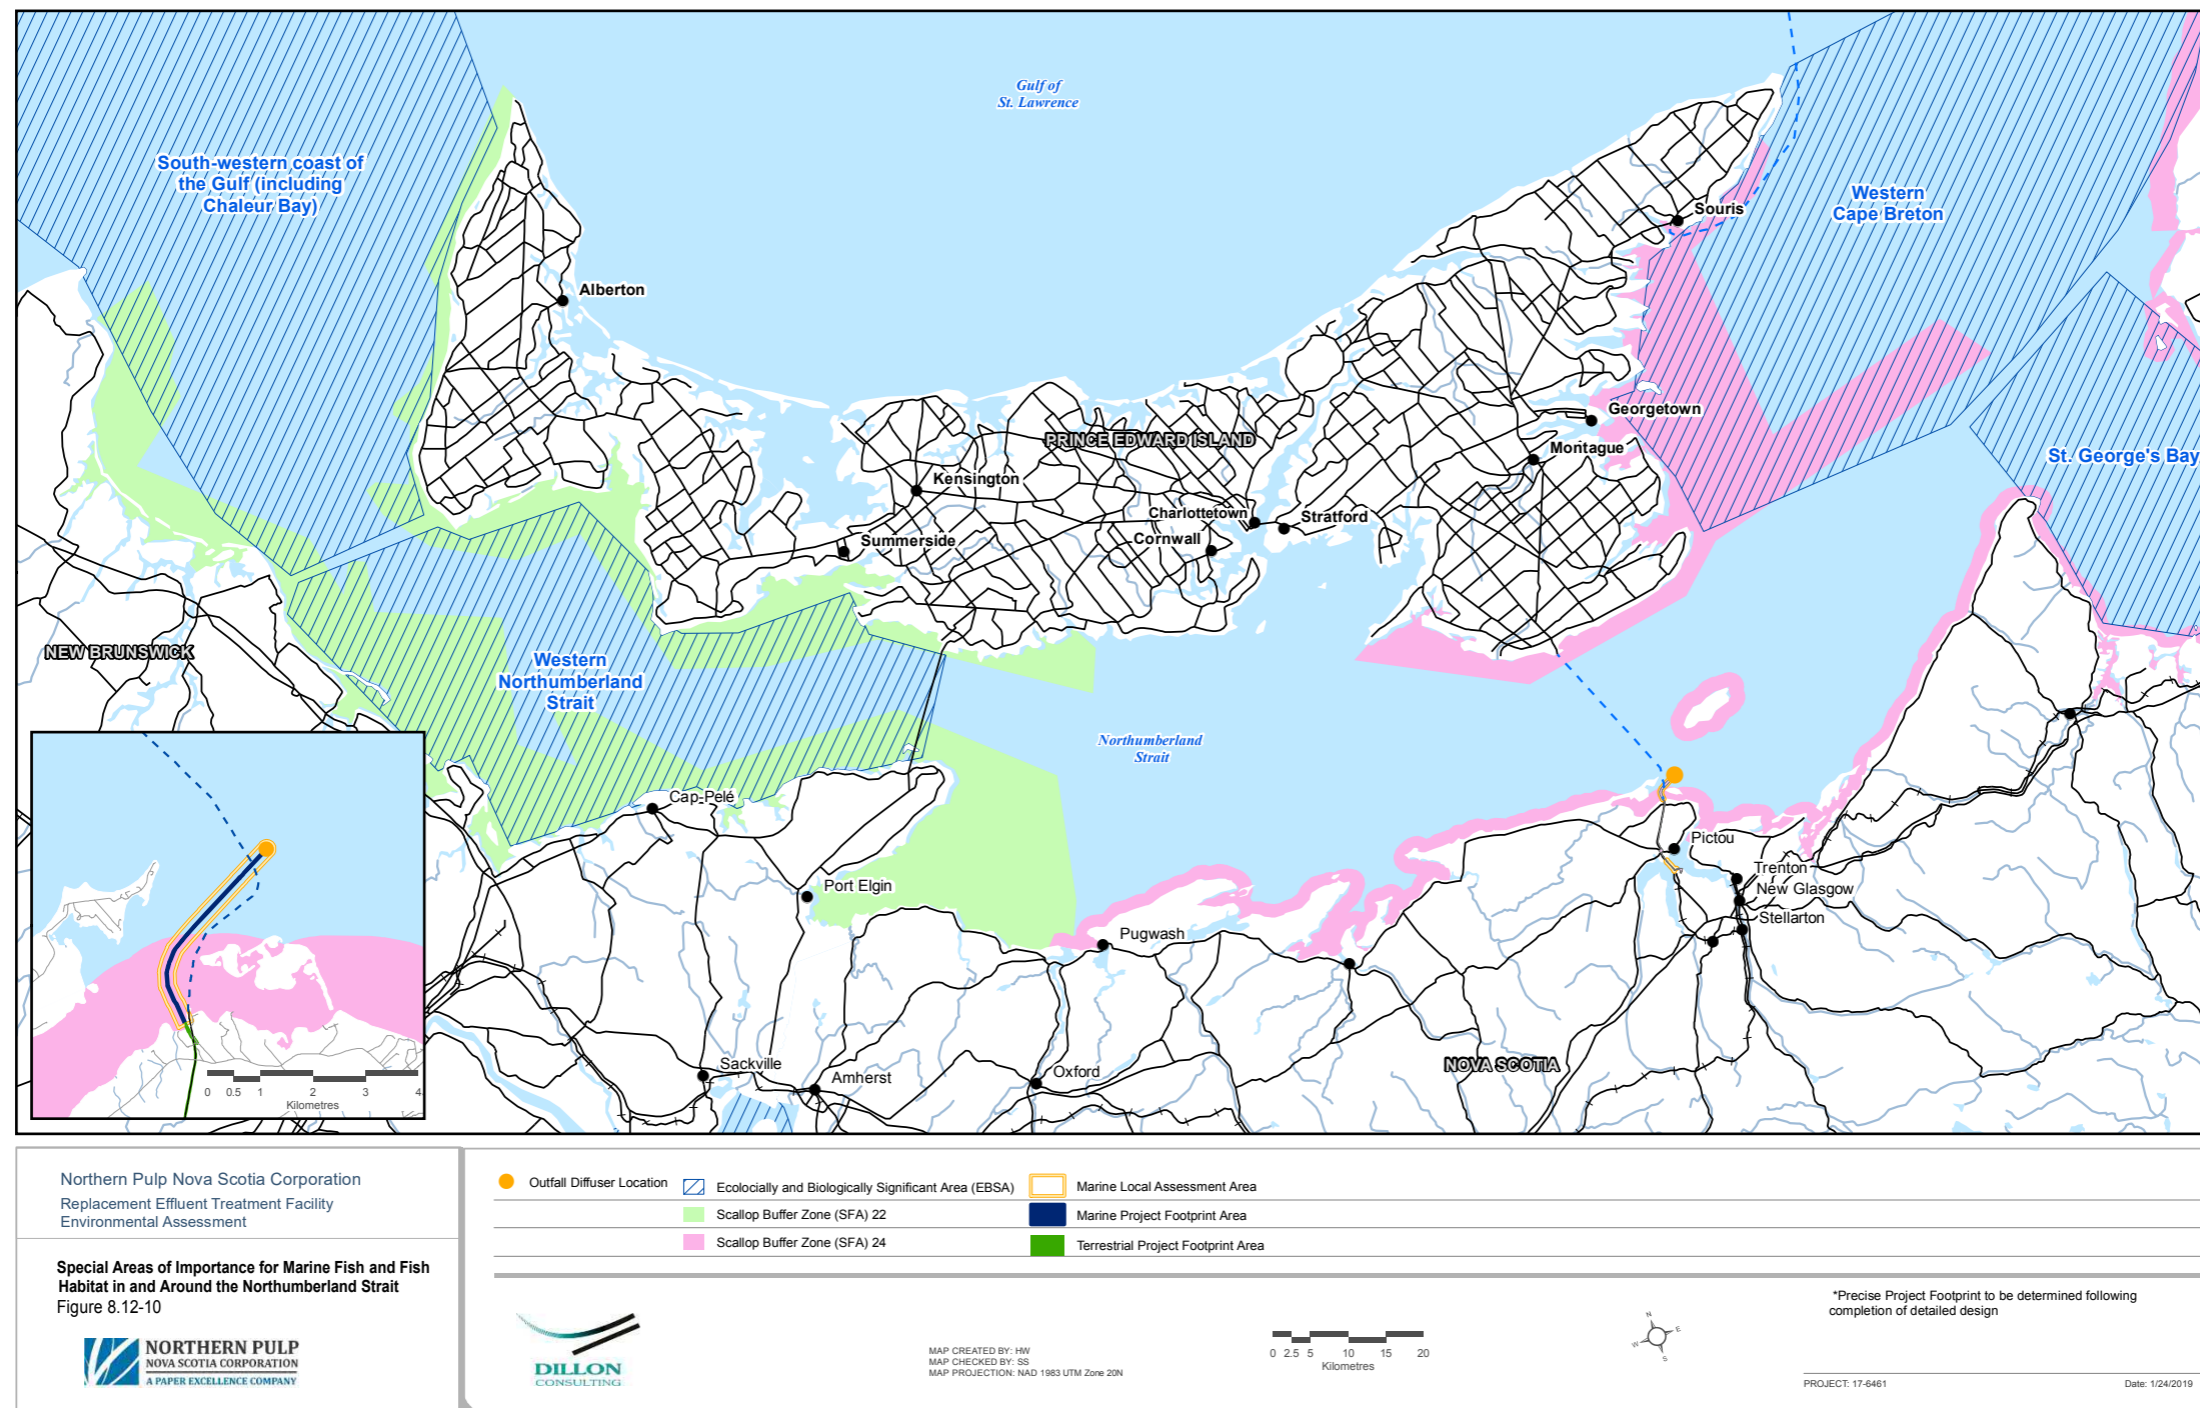 Gulf of
St. Lawrence
South-western coast of
the Gulf (including
Chaleur Bay)
Western
Cape Breton
Souris
Alberton
Georgetown
PRINCE EDWARD ISLAND
Montague
St. George's Bay
Kensington
Charlottetown
Stratford
Cornwall
Summerside
NEW BRUNSWICK
Western
Northumberland
Strait
Northumberland
Strait
Cap-Pelé
Pictou
Trenton
New Glasgow
Stellarton
Port Elgin
Pugwash
Sackville
Amherst
Oxford
NOVA SCOTIA
0 0.5 1 2 3 4
Kilometres
Northern Pulp Nova Scotia Corporation
Replacement Effluent Treatment Facility
Environmental Assessment
Special Areas of Importance for Marine Fish and Fish
Habitat in and Around the Northumberland Strait
Figure 8.12-10
NORTHERN PULP
NOVA SCOTIA CORPORATION
A PAPER EXCELLENCE COMPANY
Outfall Diffuser Location
Ecolocially and Biologically Significant Area (EBSA)
Marine Local Assessment Area
Scallop Buffer Zone (SFA) 22
Marine Project Footprint Area
Scallop Buffer Zone (SFA) 24
Terrestrial Project Footprint Area
DILLON
CONSULTING
MAP CREATED BY: HW
MAP CHECKED BY: SS
MAP PROJECTION: NAD 1983 UTM Zone 20N
0 2.5 5 10 15 20
Kilometres
N
W E
S
*Precise Project Footprint to be determined following
completion of detailed design
PROJECT: 17-6461
Date: 1/24/2019